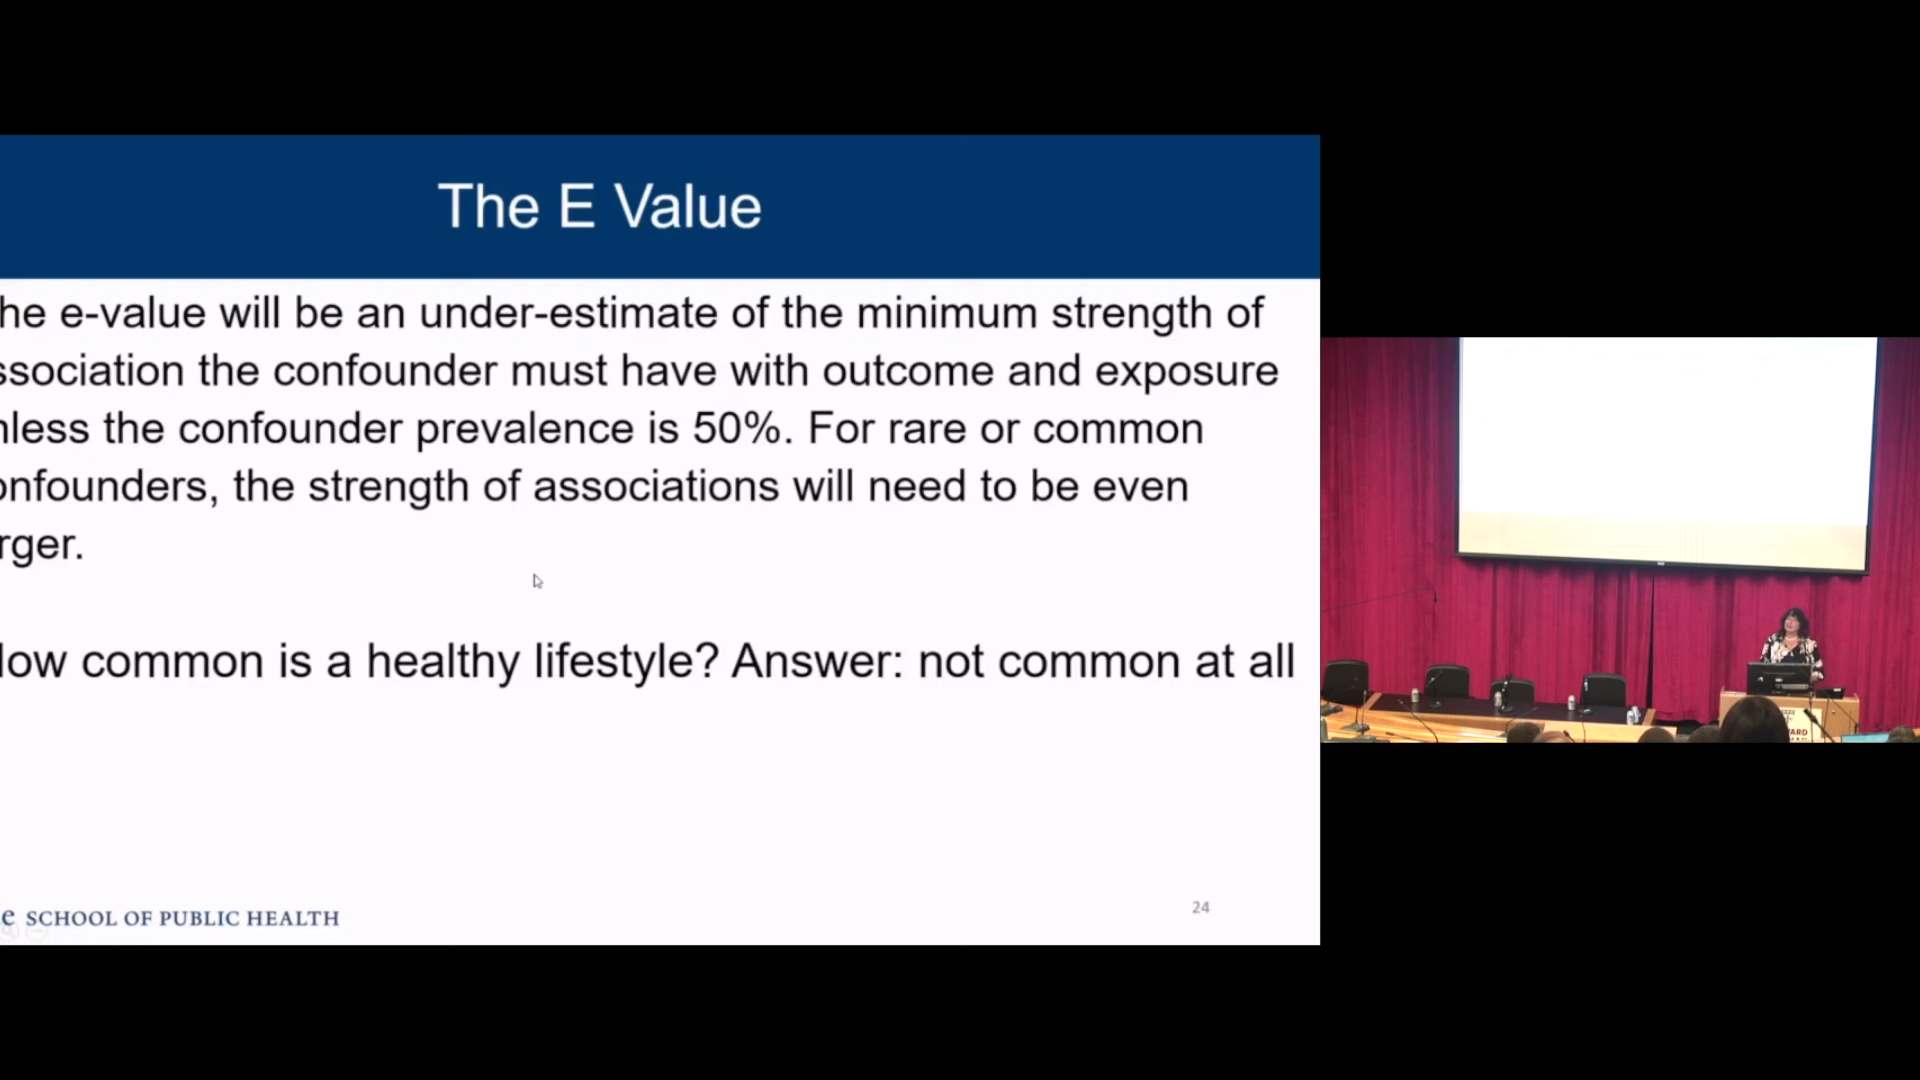 The E Value
he e-value will be an under-estimate of the minimum strength of
ssociation the confounder must have with outcome and exposure
nless the confounder prevalence is 50%. For rare or common
onfounders, the strength of associations will need to be even
rger.
low common is a healthy lifestyle? Answer: not common at all
e SCHOOL OF PUBLIC HEALTH
24